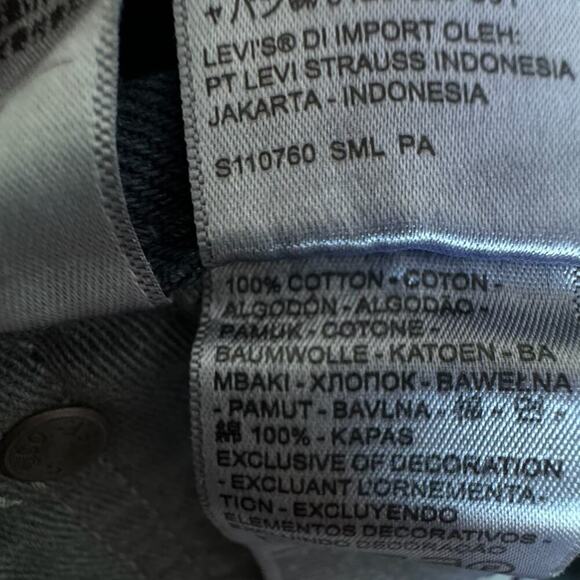 LEVI'S® DI IMPORT OLEH:
PT LEVI STRAUSS INDONESIA
JAKARTA - INDONESIA
S110760 SML PA
100% COTTON - COTON -
ALGODÓN - ALGODÃO -
PAMUK - COTONE -
BAUMWOLLE - KATOEN - BA
MBAKI - ХЛОПОК - BAWEŁNA
- PAMUT - BAVLNA - 棉 -
綿 100% - KAPAS
EXCLUSIVE OF DECORATION
- EXCLUANT L'ORNEMENTA-
TION - EXCLUYENDO
ELEMENTOS DECORATIVOS -
DECORAÇÃO